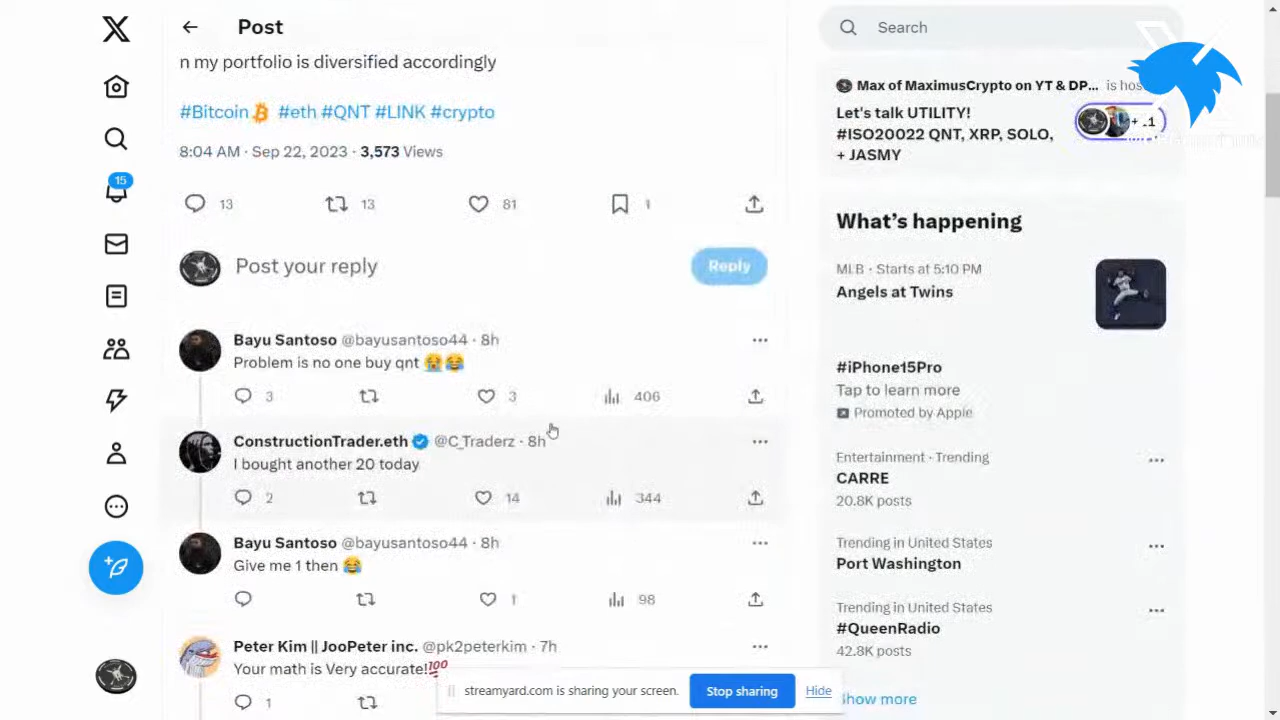 Post
n my portfolio is diversified accordingly
#Bitcoin #eth #QNT #LINK #crypto
8:04 AM · Sep 22, 2023 · 3,573 Views
13 13 81 1
15
Post your reply
Reply
Bayu Santoso @bayusantoso44 · 8h
Problem is no one buy qnt 😭😂
3 3 406
ConstructionTrader.eth @C_Traderz · 8h
I bought another 20 today
2 14 344
Bayu Santoso @bayusantoso44 · 8h
Give me 1 then 😂
1 98
Peter Kim || JooPeter inc. @pk2peterkim · 7h
Your math is Very accurate!💯
1
streamyard.com is sharing your screen.
Stop sharing
Hide
Search
Max of MaximusCrypto on YT & DP... is hos
Let's talk UTILITY!
#ISO20022 QNT, XRP, SOLO,
+ JASMY
What's happening
MLB · Starts at 5:10 PM
Angels at Twins
#iPhone15Pro
Tap to learn more
Promoted by Apple
Entertainment · Trending
CARRE
20.8K posts
Trending in United States
Port Washington
Trending in United States
#QueenRadio
42.8K posts
Show more